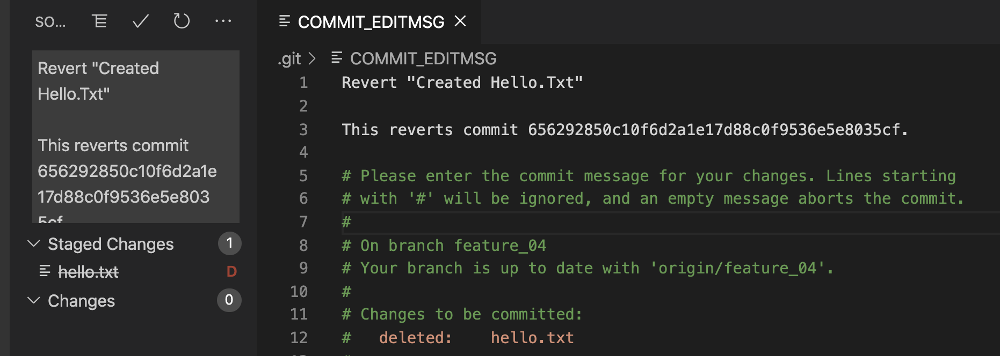 SO...
Revert "Created
Hello.Txt"
This reverts commit
656292850c10f6d2a1e
17d88c0f9536e5e803
5cf
Staged Changes 1
hello.txt D
Changes 0
COMMIT_EDITMSG
.git > COMMIT_EDITMSG
1 Revert "Created Hello.Txt"
2
3 This reverts commit 656292850c10f6d2a1e17d88c0f9536e5e8035cf.
4
5 # Please enter the commit message for your changes. Lines starting
6 # with '#' will be ignored, and an empty message aborts the commit.
7 #
8 # On branch feature_04
9 # Your branch is up to date with 'origin/feature_04'.
10 #
11 # Changes to be committed:
12 # deleted: hello.txt